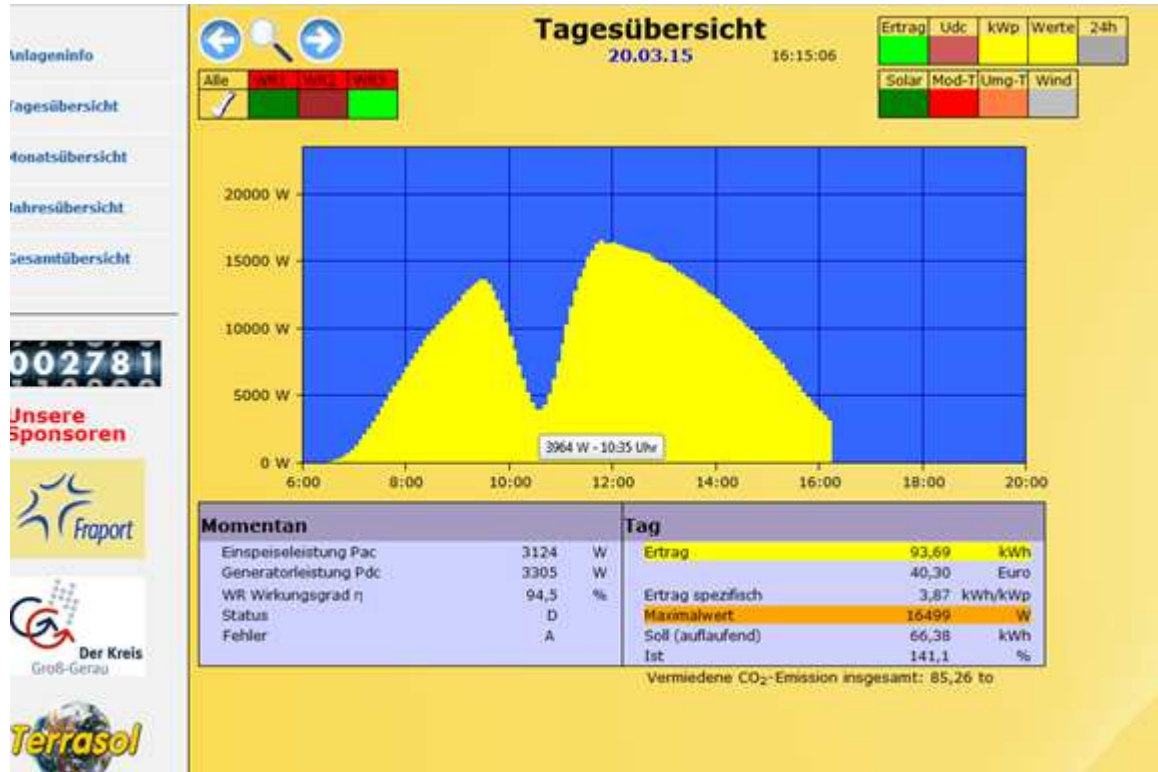 Anlageninfo
Tagesübersicht
Monatsübersicht
Jahresübersicht
Gesamtübersicht
002781
Unsere
Sponsoren
Fraport
Der Kreis
Groß-Gerau
Terrasol
Tagesübersicht
20.03.15 16:15:06
Alle WR1 WR2 WR3
Ertrag Udc kWp Werte 24h
Solar Mod-T Umg-T Wind
20000 W
15000 W
10000 W
5000 W
0 W
3964 W - 10:35 Uhr
6:00 8:00 10:00 12:00 14:00 16:00 18:00 20:00
Momentan
Einspeiseleistung Pac 3124 W
Generatorleistung Pdc 3305 W
WR Wirkungsgrad η 94,5 %
Status D
Fehler A
Tag
Ertrag 93,69 kWh
40,30 Euro
Ertrag spezifisch 3,87 kWh/kWp
Maximalwert 16499 W
Soll (auflaufend) 66,38 kWh
Ist 141,1 %
Vermiedene CO₂-Emission insgesamt: 85,26 to